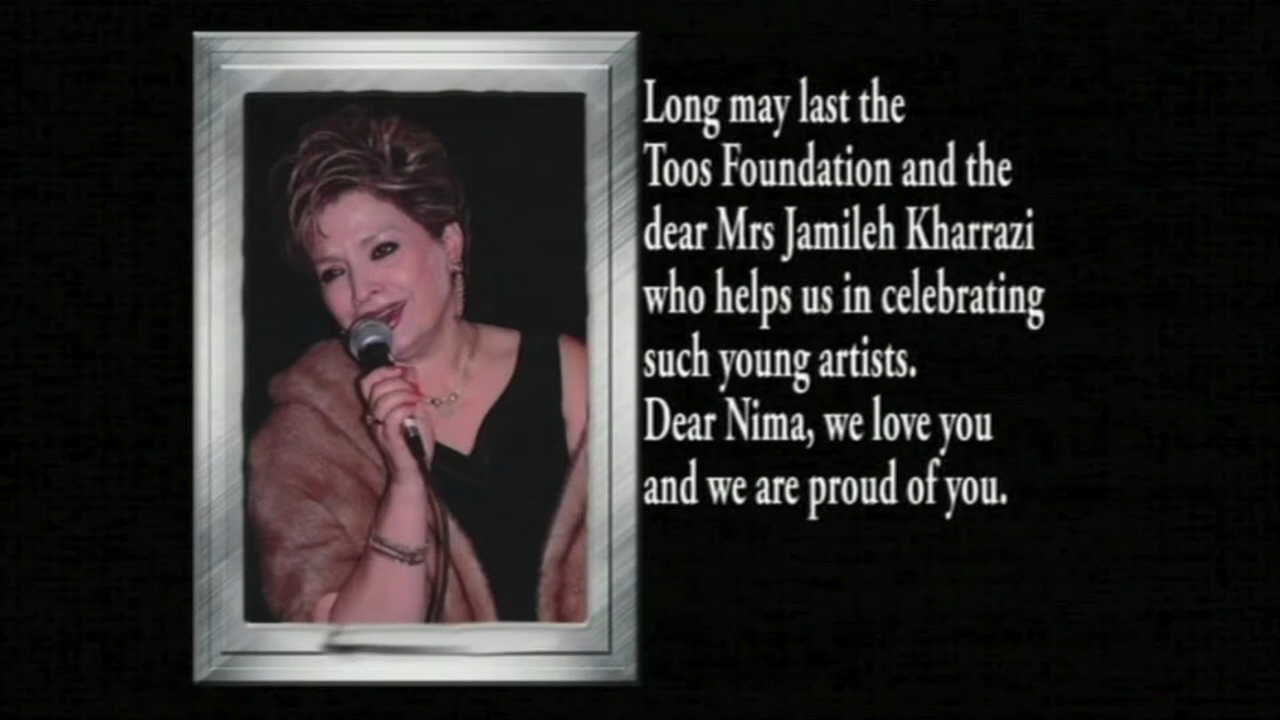 Long may last the
Toos Foundation and the
dear Mrs Jamileh Kharrazi
who helps us in celebrating
such young artists.
Dear Nima, we love you
and we are proud of you.